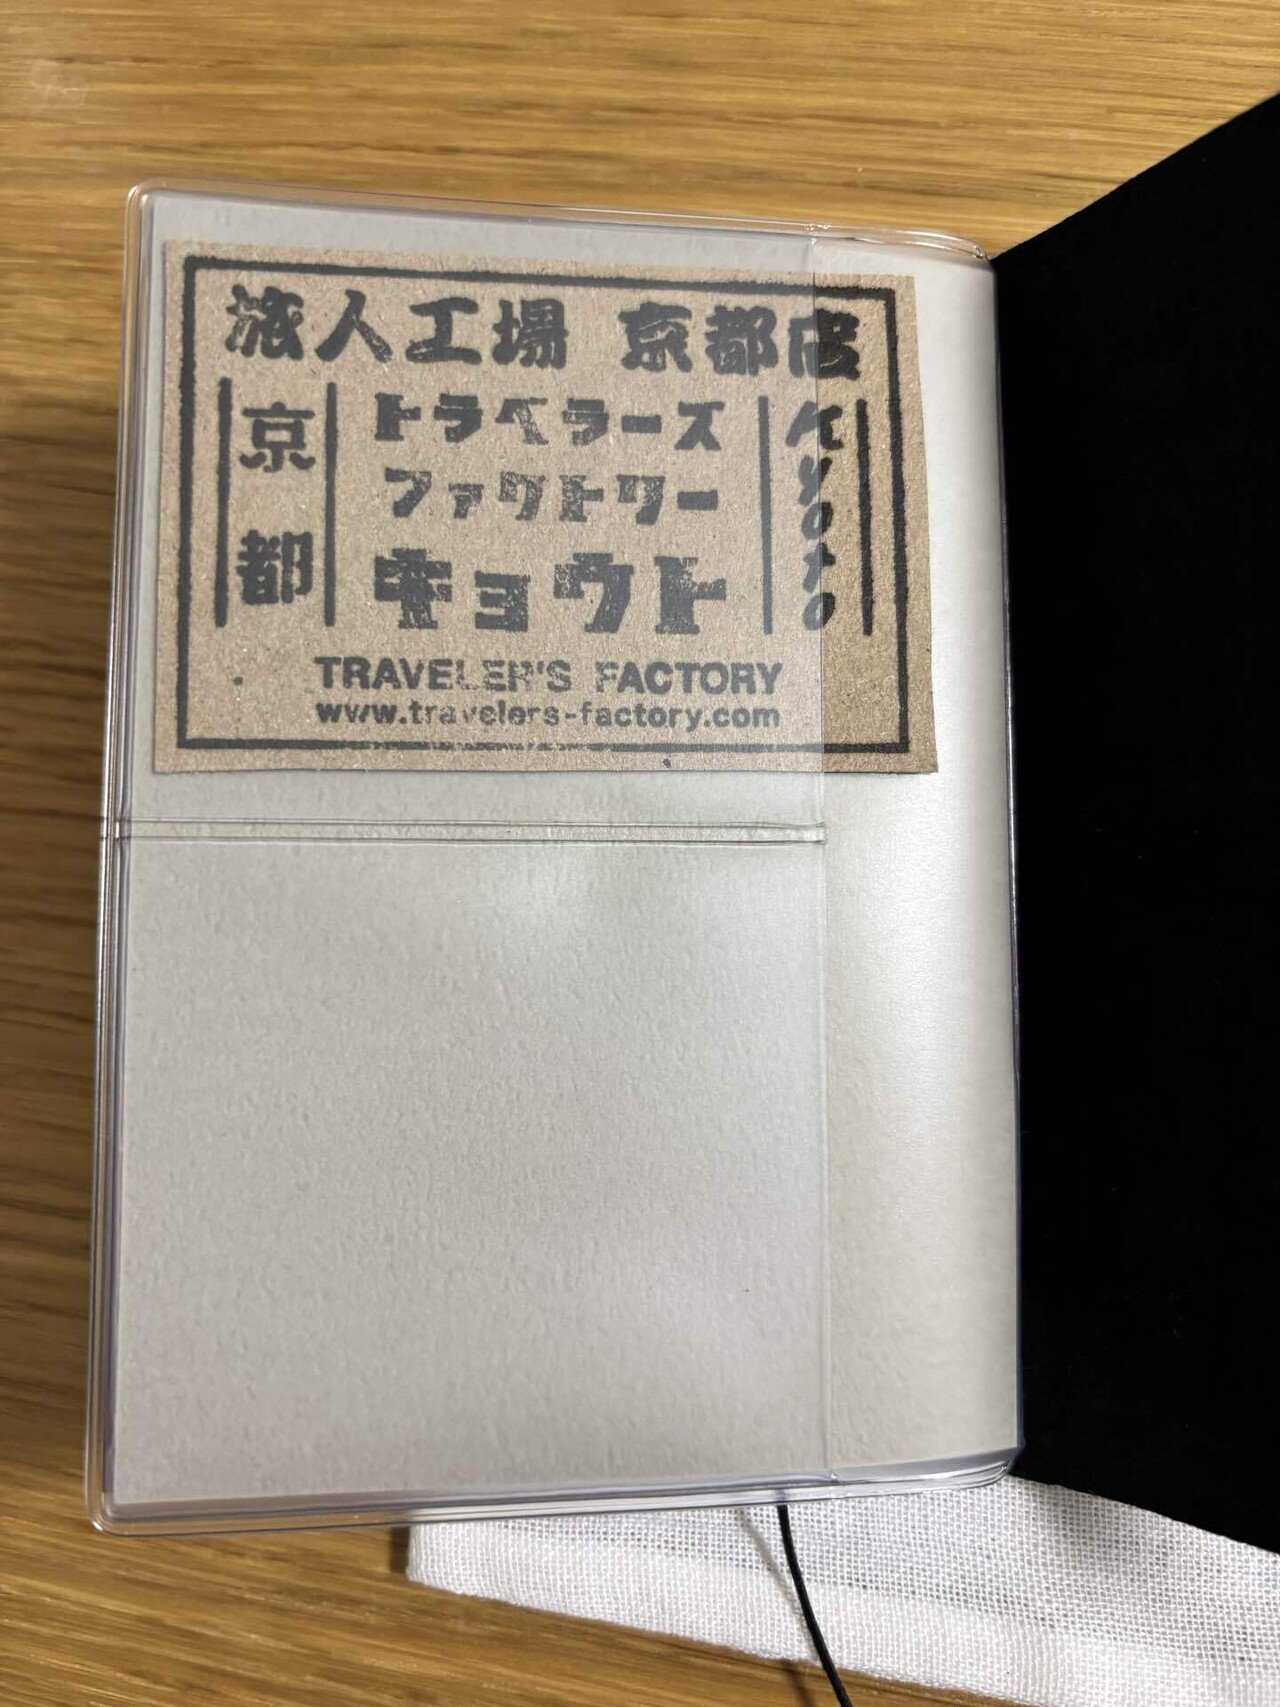 旅人工場 京都店
京都
トラベラーズ
ファクトリー
キョウト
Kyoto
TRAVELER'S FACTORY
www.travelers-factory.com